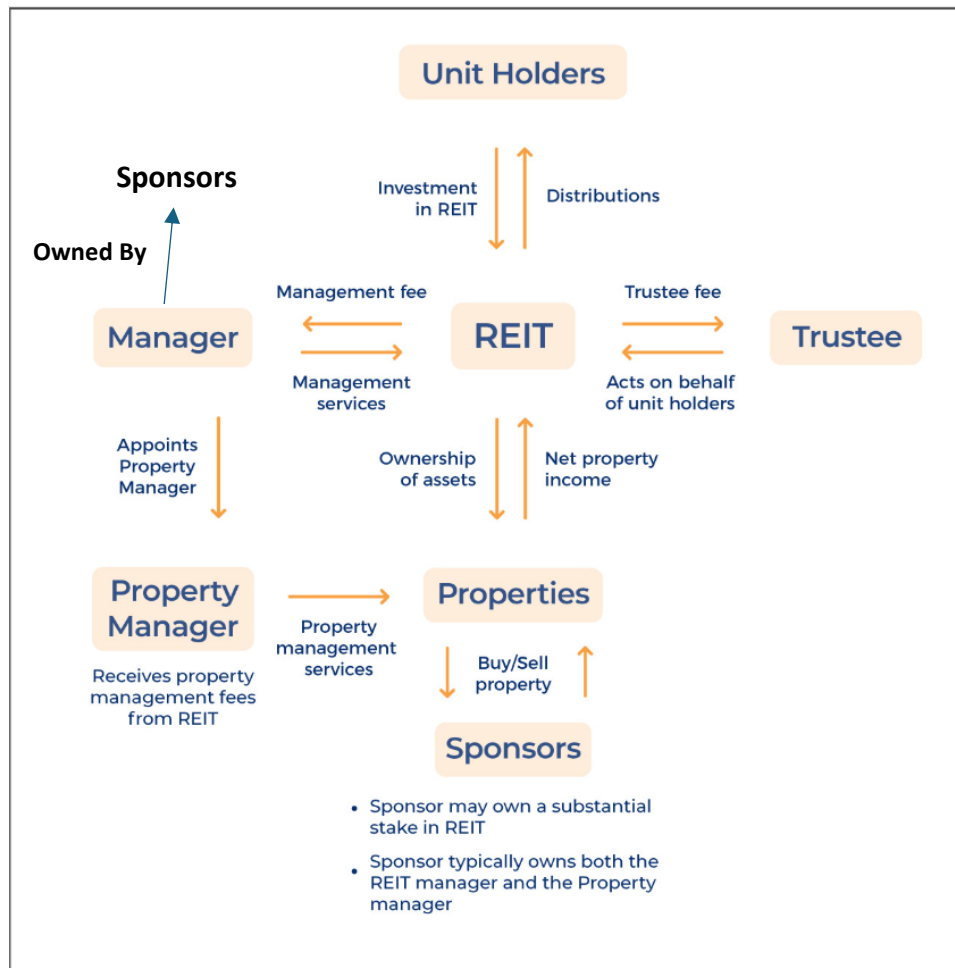 Unit Holders
Sponsors
Investment
in REIT
Distributions
Owned By
Management fee
Trustee fee
Manager
REIT
Trustee
Management
services
Acts on behalf
of unit holders
Appoints
Property
Manager
Ownership
of assets
Net property
income
Property
Manager
Properties
Property
management
services
Receives property
management fees
from REIT
Buy/Sell
property
Sponsors
• Sponsor may own a substantial
stake in REIT
• Sponsor typically owns both the
REIT manager and the Property
manager